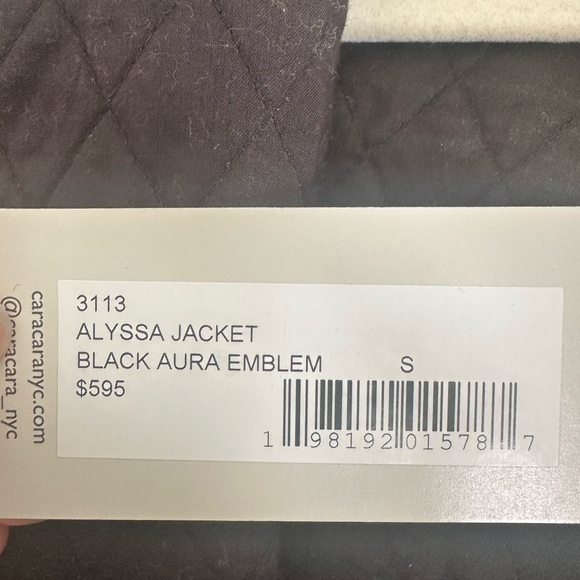 3113
ALYSSA JACKET
BLACK AURA EMBLEM S
$595
1 98192 01578 7
caracaranyc.com
@caracara_nyc